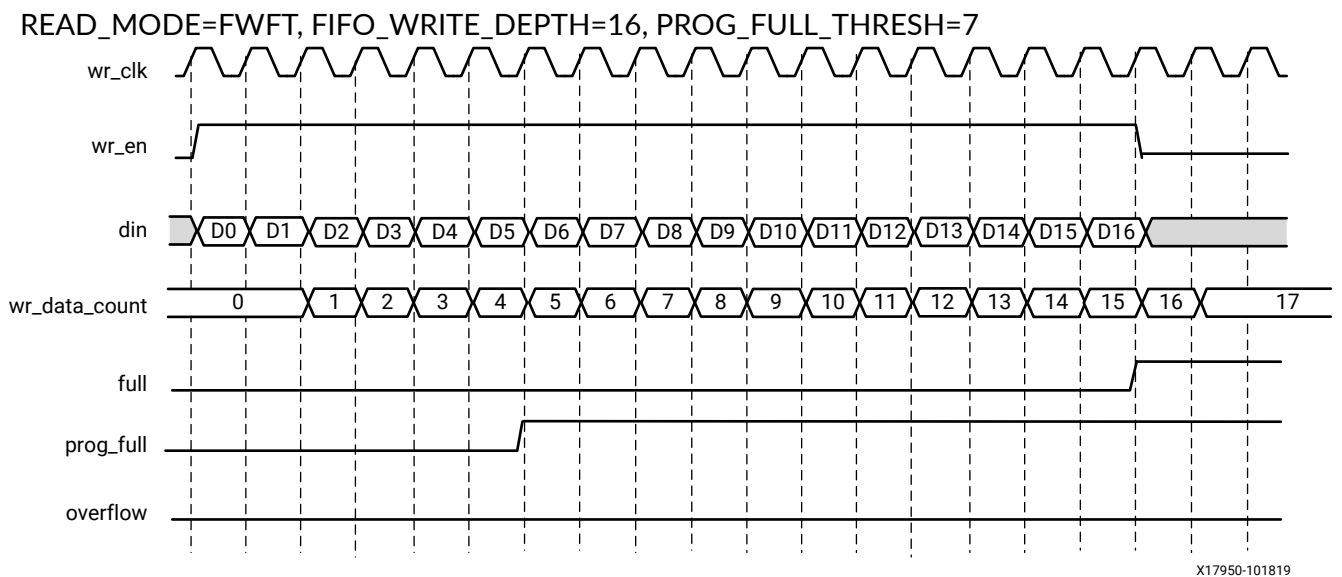 READ_MODE=FWFT, FIFO_WRITE_DEPTH=16, PROG_FULL_THRESH=7
wr_clk
wr_en
din D0 D1 D2 D3 D4 D5 D6 D7 D8 D9 D10 D11 D12 D13 D14 D15 D16
wr_data_count 0 1 2 3 4 5 6 7 8 9 10 11 12 13 14 15 16 17
full
prog_full
overflow
X17950-101819